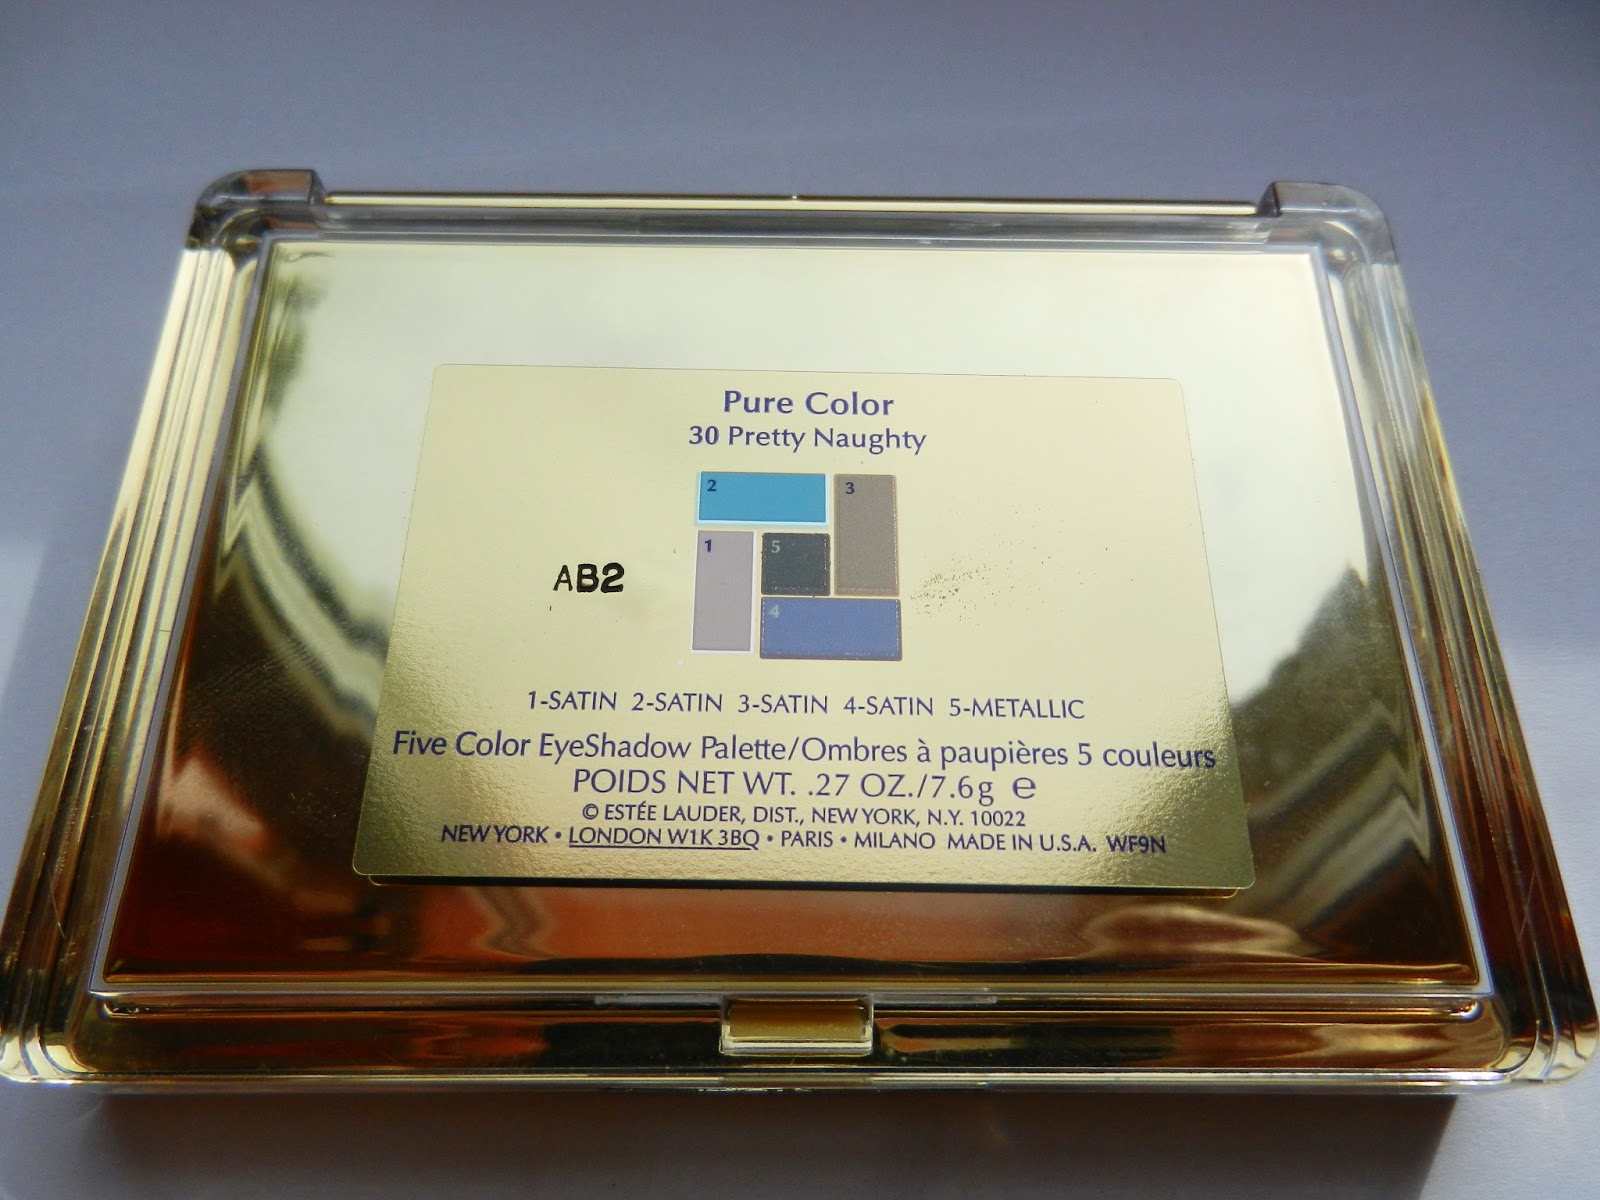 Pure Color
30 Pretty Naughty
2 3
1 5
4
AB2
1-SATIN 2-SATIN 3-SATIN 4-SATIN 5-METALLIC
Five Color EyeShadow Palette/Ombres à paupières 5 couleurs
POIDS NET WT. .27 OZ./7.6g ℮
© ESTÉE LAUDER, DIST., NEW YORK, N.Y. 10022
NEW YORK • LONDON W1K 3BQ • PARIS • MILANO MADE IN U.S.A. WF9N